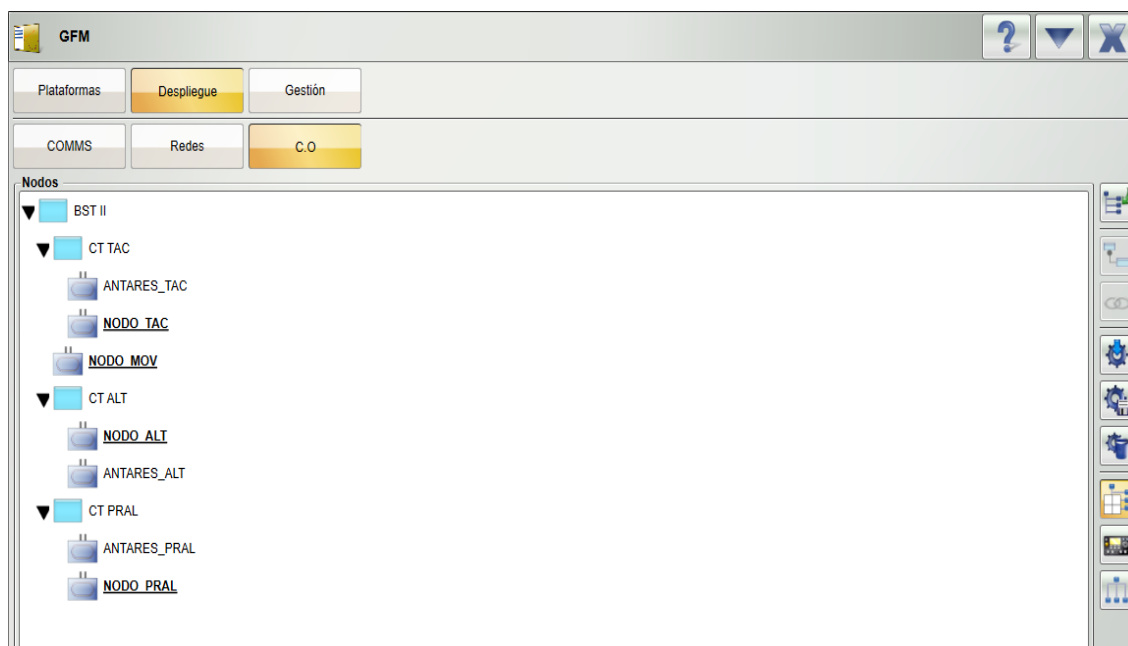 GFM
Plataformas Despliegue Gestión
COMMS Redes C.O
Nodos
BST II
CT TAC
ANTARES_TAC
NODO_TAC
NODO_MOV
CT ALT
NODO_ALT
ANTARES_ALT
CT PRAL
ANTARES_PRAL
NODO_PRAL